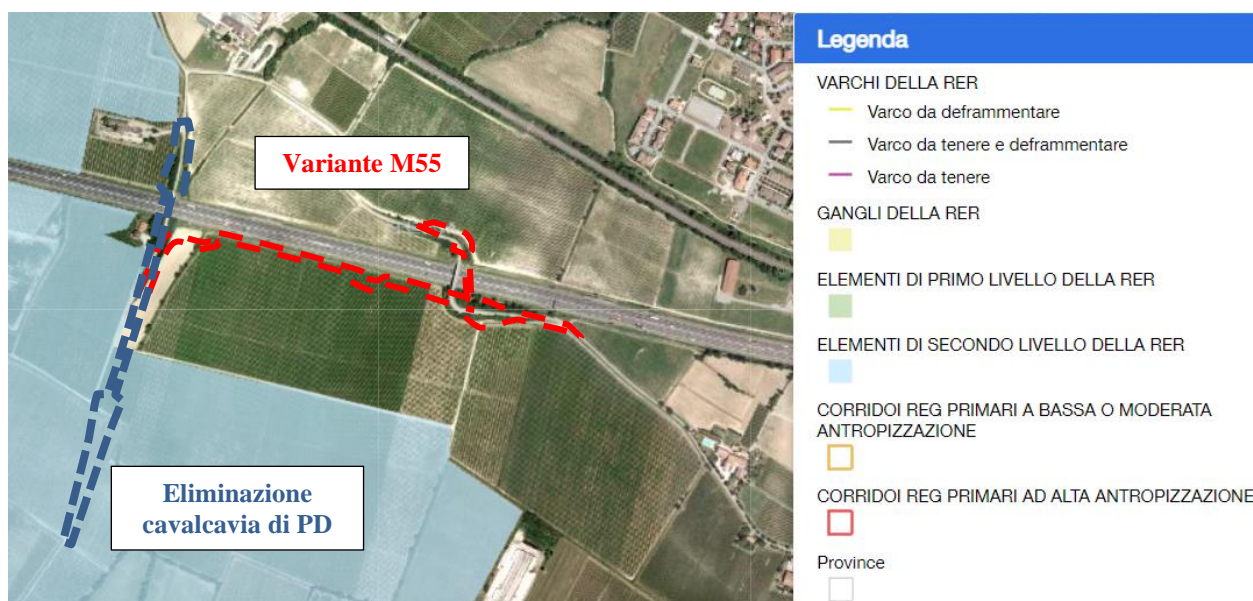 Variante M55
Eliminazione
cavalcavia di PD
Legenda
VARCHI DELLA RER
Varco da deframmentare
Varco da tenere e deframmentare
Varco da tenere
GANGLI DELLA RER
ELEMENTI DI PRIMO LIVELLO DELLA RER
ELEMENTI DI SECONDO LIVELLO DELLA RER
CORRIDOI REG PRIMARI A BASSA O MODERATA
ANTROPIZZAZIONE
CORRIDOI REG PRIMARI AD ALTA ANTROPIZZAZIONE
Province